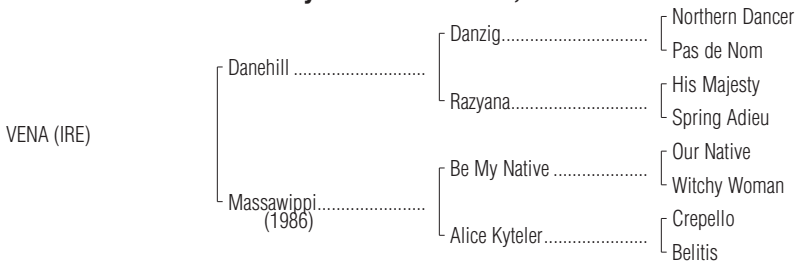 Northern Dancer
Danzig..............................
Pas de Nom
Danehill ...........................
His Majesty
Razyana............................
Spring Adieu
VENA (IRE)
Our Native
Be My Native ....................
Witchy Woman
Massawippi......................
(1986)
Crepello
Alice Kyteler......................
Belitis